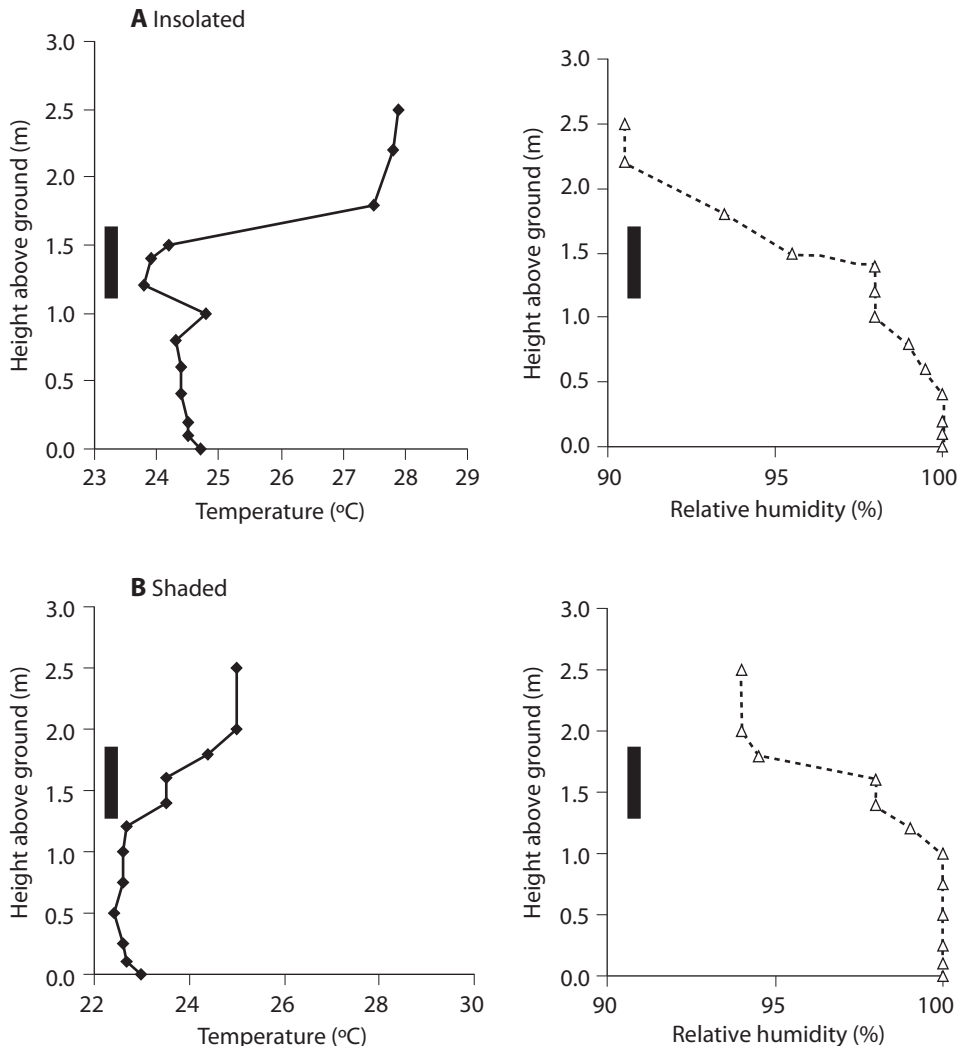 A Insolated
3.0
2.5
2.0
1.5
1.0
0.5
0.0
Height above ground (m)
23 24 25 26 27 28 29
Temperature (ºC)
3.0
2.5
2.0
1.5
1.0
0.5
0.0
Height above ground (m)
90 95 100
Relative humidity (%)
B Shaded
3.0
2.5
2.0
1.5
1.0
0.5
0.0
Height above ground (m)
22 24 26 28 30
Temperature (ºC)
3.0
2.5
2.0
1.5
1.0
0.5
0.0
Height above ground (m)
90 95 100
Relative humidity (%)